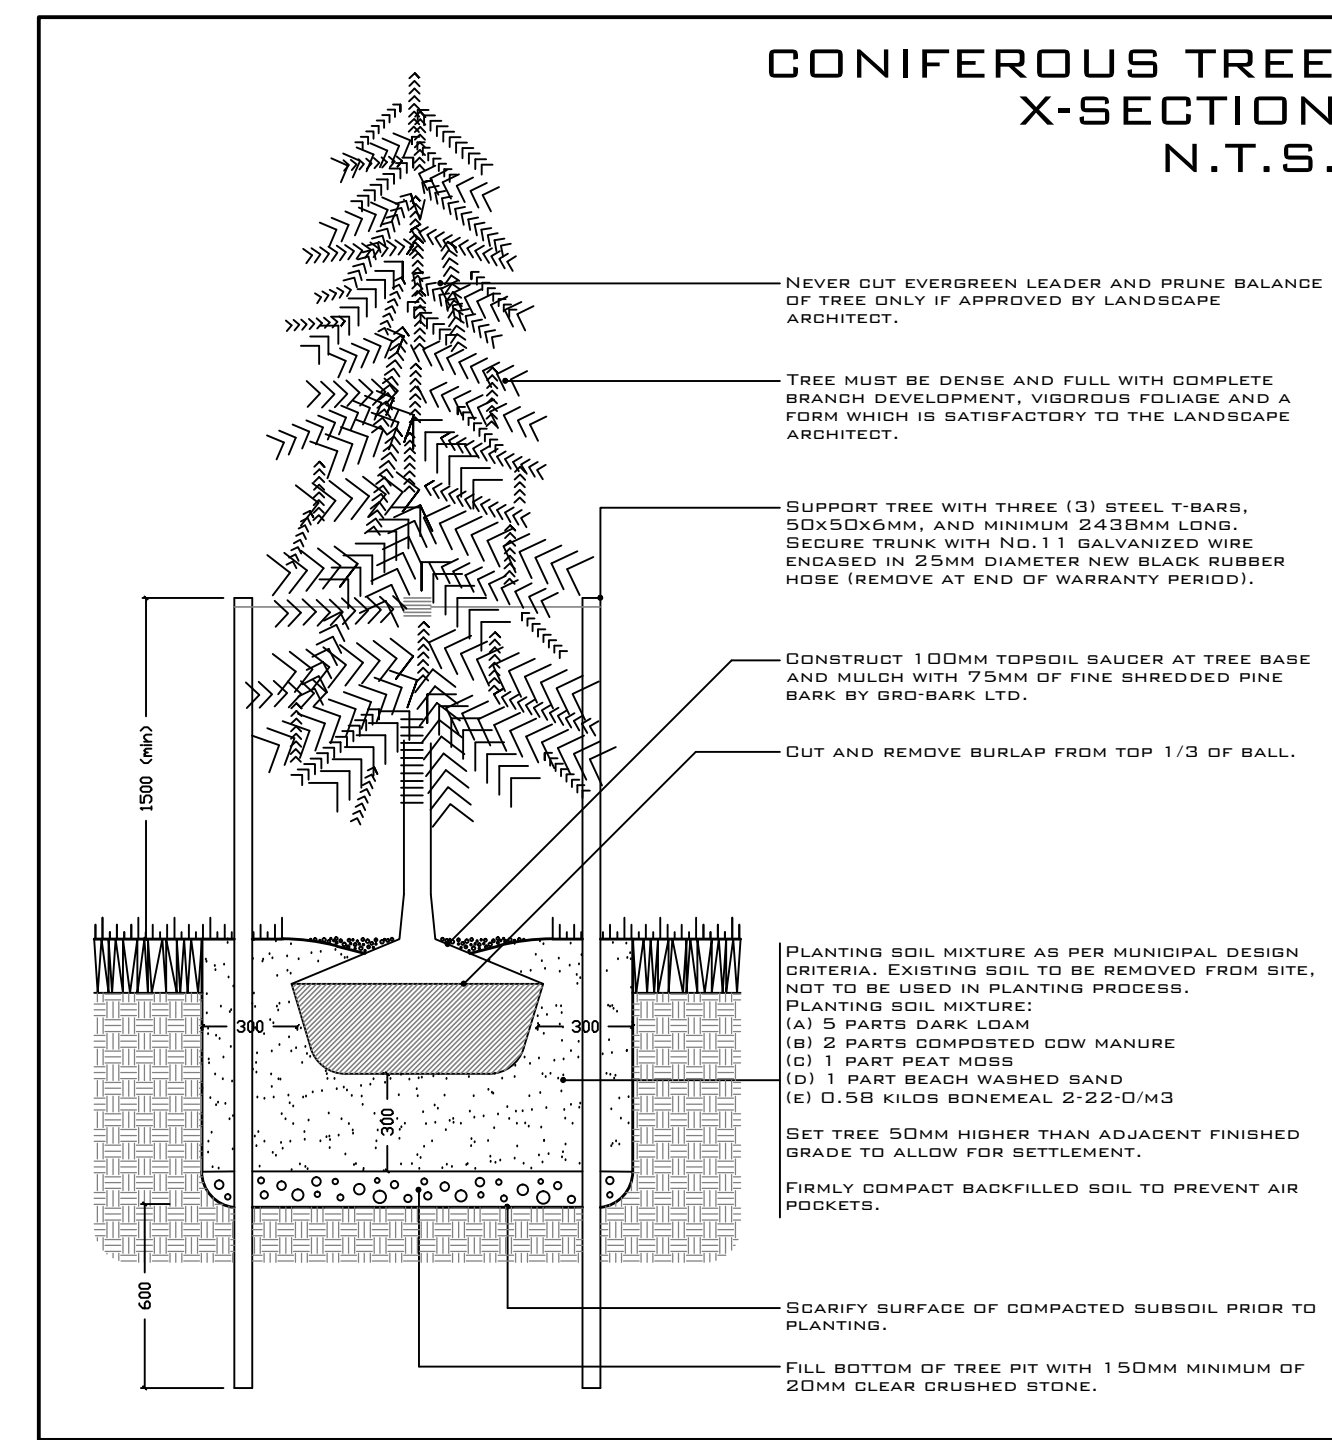 CONIFEROUS TREE
X-SECTION
N.T.S.
NEVER CUT EVERGREEN LEADER AND PRUNE BALANCE
OF TREE ONLY IF APPROVED BY LANDSCAPE
ARCHITECT.
TREE MUST BE DENSE AND FULL WITH COMPLETE
BRANCH DEVELOPMENT, VIGOROUS FOLIAGE AND A
FORM WHICH IS SATISFACTORY TO THE LANDSCAPE
ARCHITECT.
SUPPORT TREE WITH THREE (3) STEEL T-BARS,
50X50X6MM, AND MINIMUM 2438MM LONG.
SECURE TRUNK WITH NO.11 GALVANIZED WIRE
ENCASED IN 25MM DIAMETER NEW BLACK RUBBER
HOSE (REMOVE AT END OF WARRANTY PERIOD).
CONSTRUCT 100MM TOPSOIL SAUCER AT TREE BASE
AND MULCH WITH 75MM OF FINE SHREDDED PINE
BARK BY GRO-BARK LTD.
CUT AND REMOVE BURLAP FROM TOP 1/3 OF BALL.
1500 (min)
PLANTING SOIL MIXTURE AS PER MUNICIPAL DESIGN
CRITERIA. EXISTING SOIL TO BE REMOVED FROM SITE,
NOT TO BE USED IN PLANTING PROCESS.
PLANTING SOIL MIXTURE:
(A) 5 PARTS DARK LOAM
(B) 2 PARTS COMPOSTED COW MANURE
(C) 1 PART PEAT MOSS
(D) 1 PART BEACH WASHED SAND
(E) 0.58 KILOS BONEMEAL 2-22-0/M3
SET TREE 50MM HIGHER THAN ADJACENT FINISHED
GRADE TO ALLOW FOR SETTLEMENT.
FIRMLY COMPACT BACKFILLED SOIL TO PREVENT AIR
POCKETS.
300
300
300
600
SCARIFY SURFACE OF COMPACTED SUBSOIL PRIOR TO
PLANTING.
FILL BOTTOM OF TREE PIT WITH 150MM MINIMUM OF
20MM CLEAR CRUSHED STONE.